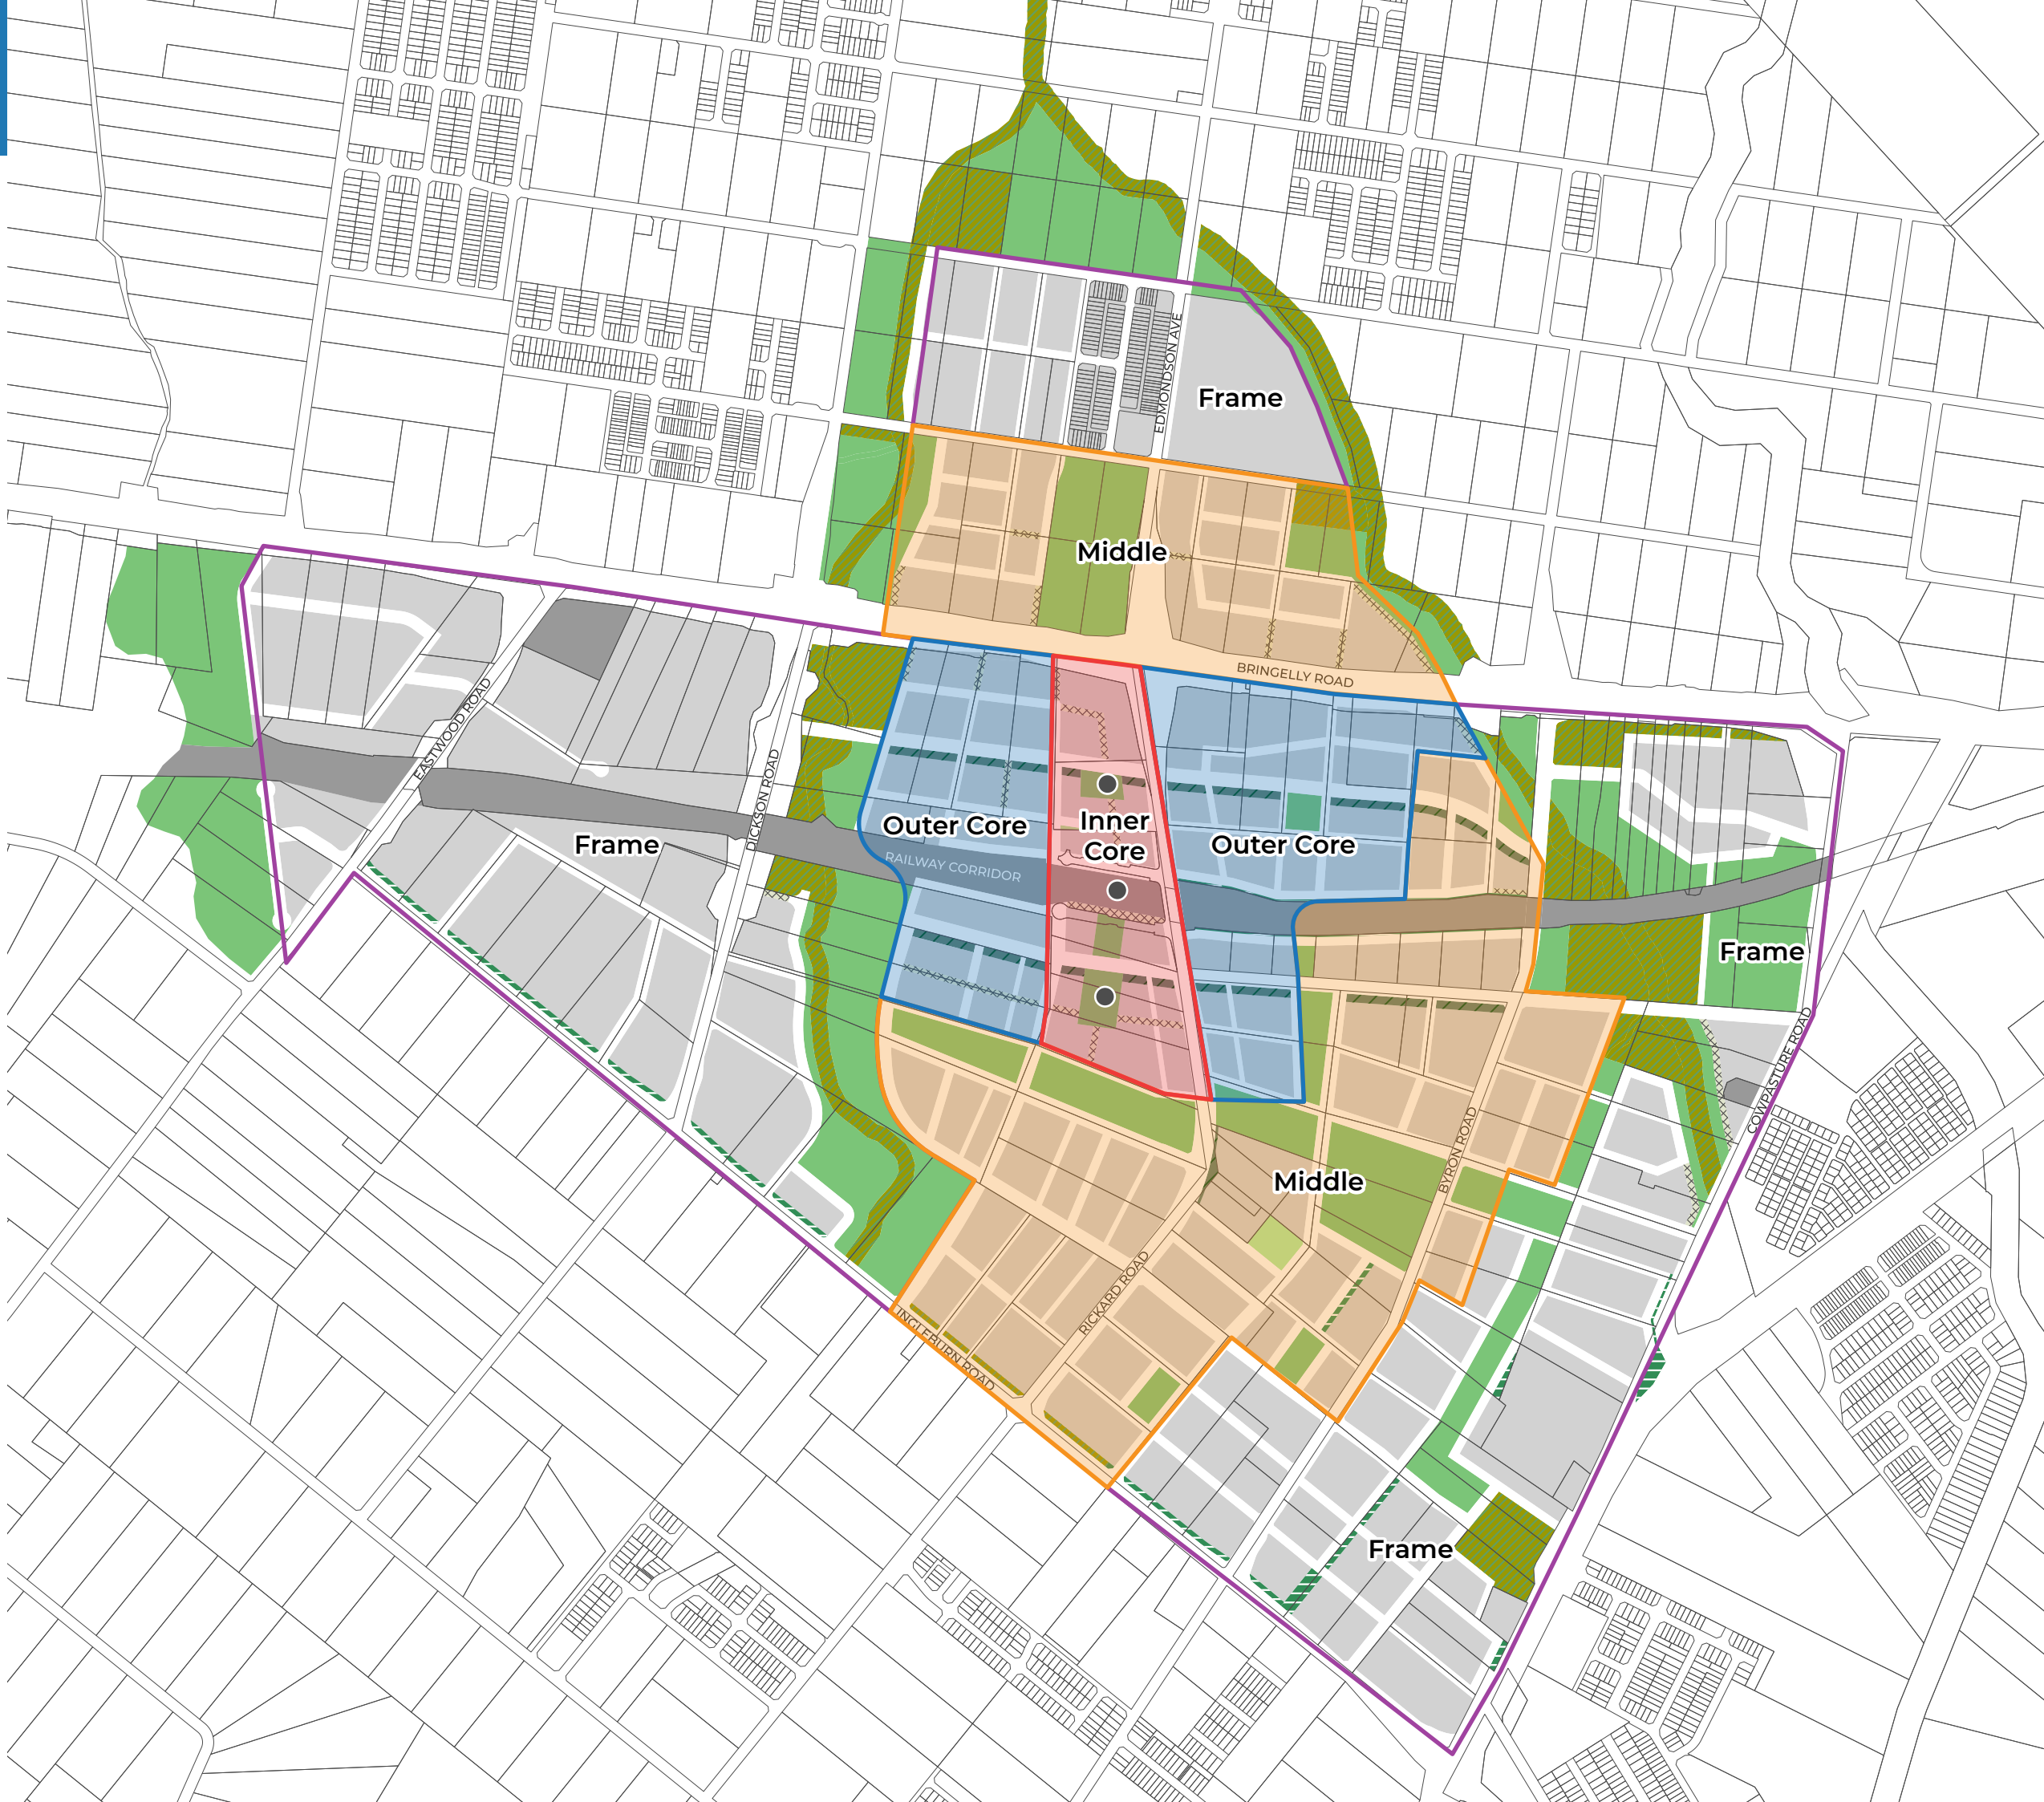 EDMONDSON AVE
Frame
Middle
BRINGELLY ROAD
EASTWOOD ROAD
DICKSON ROAD
Frame
Outer Core
Inner
Core
Outer Core
RAILWAY CORRIDOR
Frame
COWPASTURE ROAD
BYRON ROAD
Middle
RICKARD ROAD
INGLEBURN ROAD
Frame